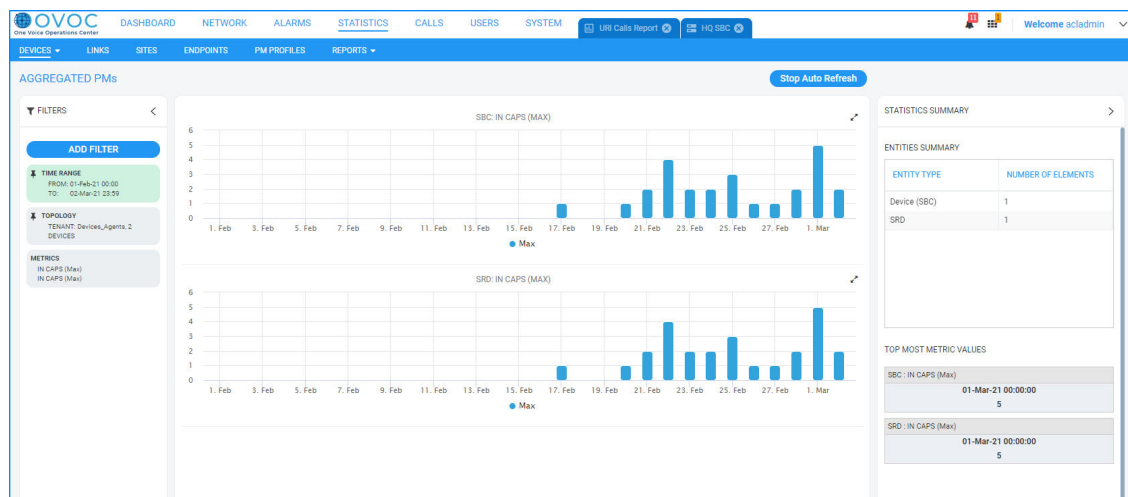 OVOC
One Voice Operations Center
DASHBOARD NETWORK ALARMS STATISTICS CALLS USERS SYSTEM
URI Calls Report
HQ SBC
11
1
Welcome acladmin
DEVICES LINKS SITES ENDPOINTS PM PROFILES REPORTS
AGGREGATED PMs
Stop Auto Refresh
FILTERS
ADD FILTER
TIME RANGE
FROM: 01-Feb-21 00:00
TO: 02-Mar-21 23:59
TOPOLOGY
TENANT: Devices_Agents, 2
DEVICES
METRICS
IN CAPS (Max)
IN CAPS (Max)
SBC: IN CAPS (MAX)
6
5
4
3
2
1
0
1. Feb 3. Feb 5. Feb 7. Feb 9. Feb 11. Feb 13. Feb 15. Feb 17. Feb 19. Feb 21. Feb 23. Feb 25. Feb 27. Feb 1. Mar
Max
SRD: IN CAPS (MAX)
6
5
4
3
2
1
0
1. Feb 3. Feb 5. Feb 7. Feb 9. Feb 11. Feb 13. Feb 15. Feb 17. Feb 19. Feb 21. Feb 23. Feb 25. Feb 27. Feb 1. Mar
Max
STATISTICS SUMMARY
ENTITIES SUMMARY
ENTITY TYPE NUMBER OF ELEMENTS
Device (SBC) 1
SRD 1
TOP MOST METRIC VALUES
SBC : IN CAPS (Max)
01-Mar-21 00:00:00
5
SRD : IN CAPS (Max)
01-Mar-21 00:00:00
5